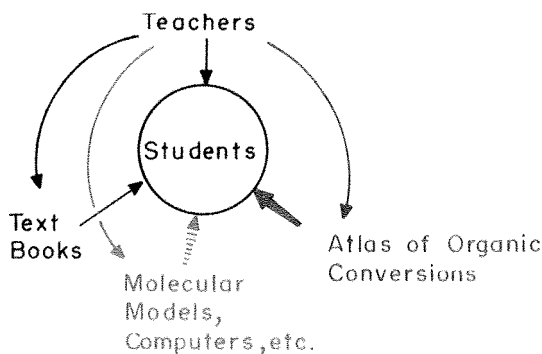 Teachers
Students
Text
Books
Atlas of Organic
Conversions
Molecular
Models,
Computers,etc.